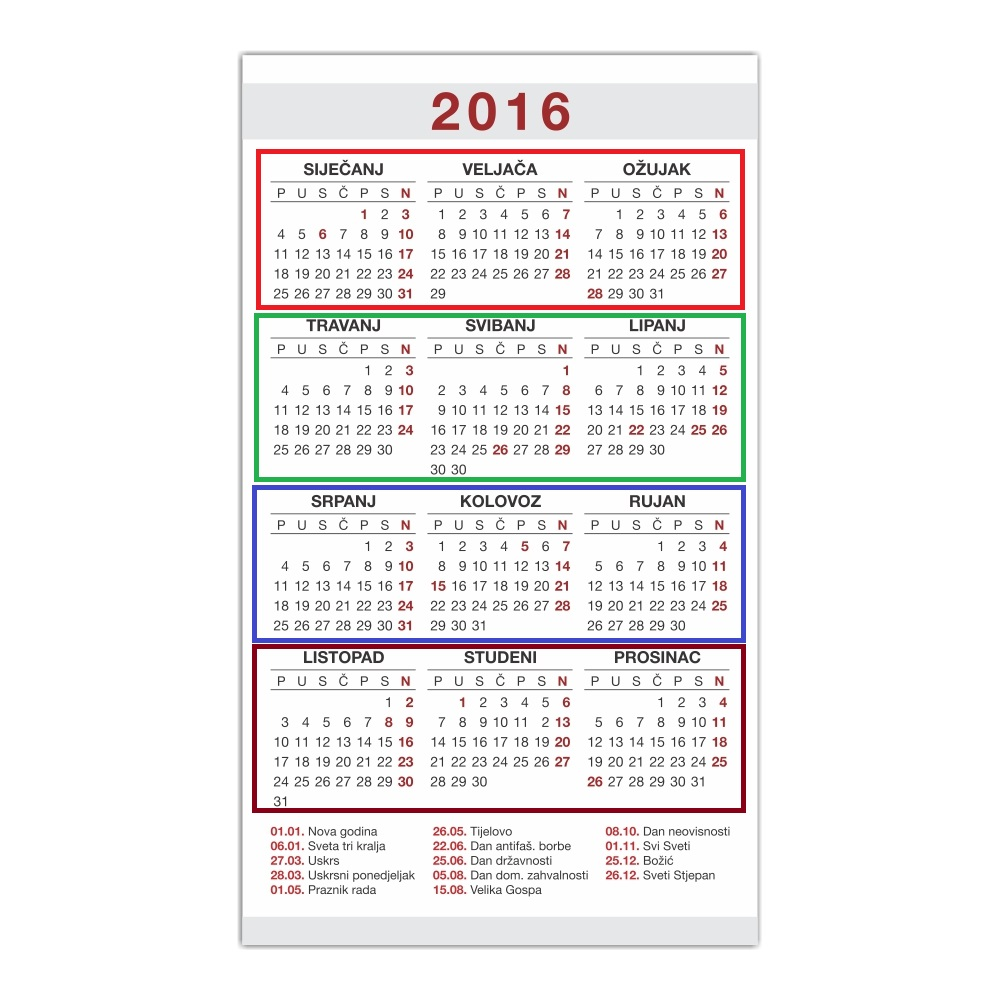 2016
SIJEČANJ VELJAČA OŽUJAK
P U S Č P S N P U S Č P S N P U S Č P S N
1 2 3 1 2 3 4 5 6 7 1 2 3 4 5 6
4 5 6 7 8 9 10 8 9 10 11 12 13 14 7 8 9 10 11 12 13
11 12 13 14 15 16 17 15 16 17 18 19 20 21 14 15 16 17 18 19 20
18 19 20 21 22 23 24 22 23 24 25 26 27 28 21 22 23 24 25 26 27
25 26 27 28 29 30 31 29 28 29 30 31
TRAVANJ SVIBANJ LIPANJ
P U S Č P S N P U S Č P S N P U S Č P S N
1 2 3 1 1 2 3 4 5
4 5 6 7 8 9 10 2 3 4 5 6 7 8 6 7 8 9 10 11 12
11 12 13 14 15 16 17 9 10 11 12 13 14 15 13 14 15 16 17 18 19
18 19 20 21 22 23 24 16 17 18 19 20 21 22 20 21 22 23 24 25 26
25 26 27 28 29 30 23 24 25 26 27 28 29 27 28 29 30
30 30
SRPANJ KOLOVOZ RUJAN
P U S Č P S N P U S Č P S N P U S Č P S N
1 2 3 1 2 3 4 5 6 7 1 2 3 4
4 5 6 7 8 9 10 8 9 10 11 12 13 14 5 6 7 8 9 10 11
11 12 13 14 15 16 17 15 16 17 18 19 20 21 12 13 14 15 16 17 18
18 19 20 21 22 23 24 22 23 24 25 26 27 28 19 20 21 22 23 24 25
25 26 27 28 29 30 31 29 30 31 26 27 28 29 30
LISTOPAD STUDENI PROSINAC
P U S Č P S N P U S Č P S N P U S Č P S N
1 2 1 2 3 4 5 6 1 2 3 4
3 4 5 6 7 8 9 7 8 9 10 11 2 13 5 6 7 8 9 10 11
10 11 12 13 14 15 16 14 15 16 17 18 19 20 12 13 14 15 16 17 18
17 18 19 20 21 22 23 21 22 23 24 25 26 27 19 20 21 22 23 24 25
24 25 26 27 28 29 30 28 29 30 26 27 28 29 30 31
31
01.01. Nova godina 26.05. Tijelovo 08.10. Dan neovisnosti
06.01. Sveta tri kralja 22.06. Dan antifaš. borbe 01.11. Svi Sveti
27.03. Uskrs 25.06. Dan državnosti 25.12. Božić
28.03. Uskrsni ponedjeljak 05.08. Dan dom. zahvalnosti 26.12. Sveti Stjepan
01.05. Praznik rada 15.08. Velika Gospa